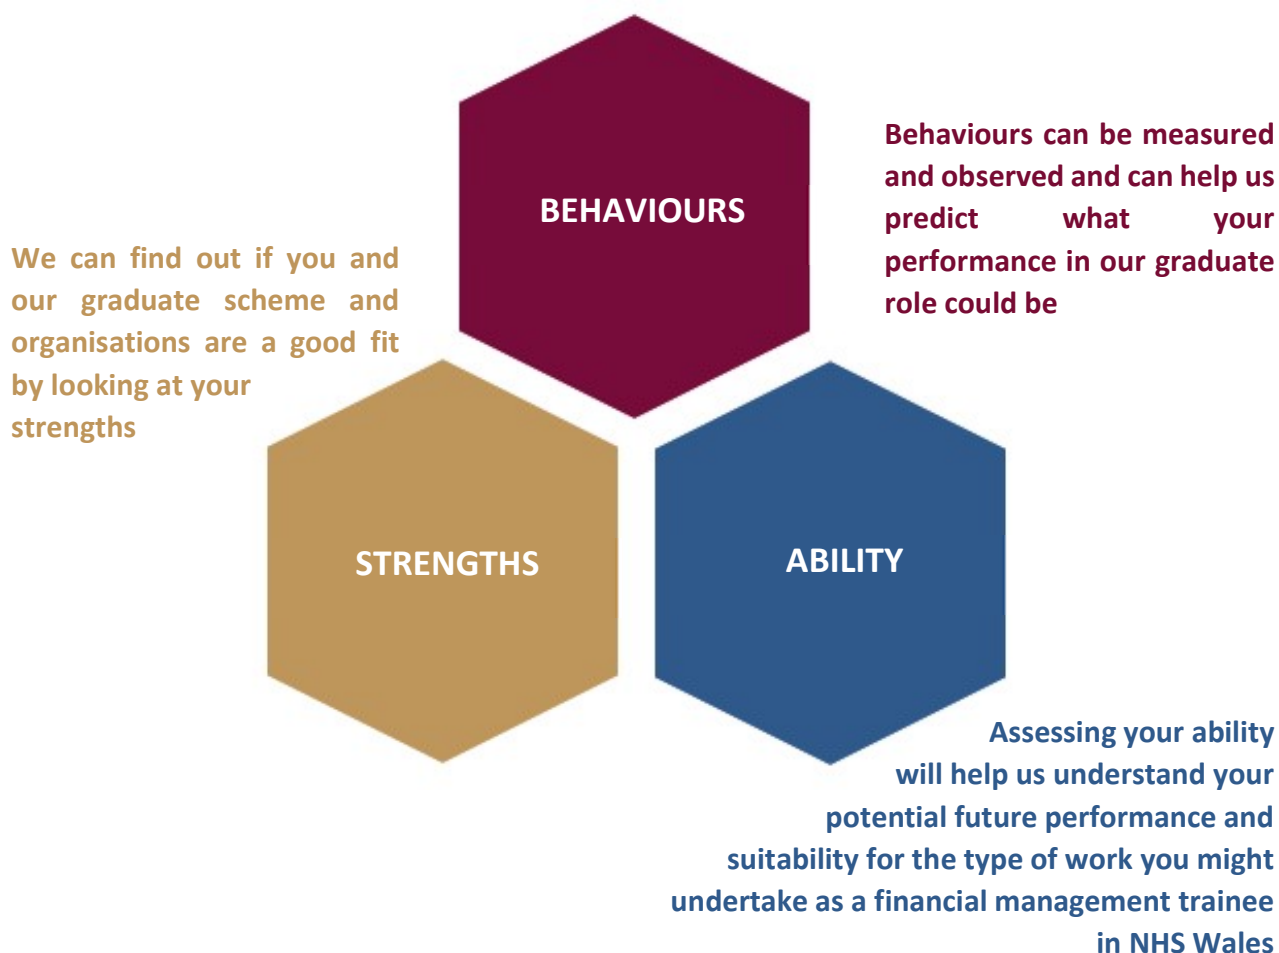 BEHAVIOURS
Behaviours can be measured
and observed and can help us
predict what your
performance in our graduate
role could be
We can find out if you and
our graduate scheme and
organisations are a good fit
by looking at your
strengths
STRENGTHS
ABILITY
Assessing your ability
will help us understand your
potential future performance and
suitability for the type of work you might
undertake as a financial management trainee
in NHS Wales